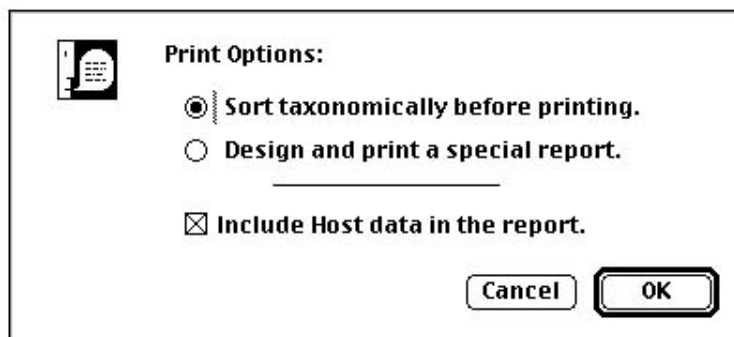 Print Options:
Sort taxonomically before printing.
Design and print a special report.
Include Host data in the report.
Cancel
OK